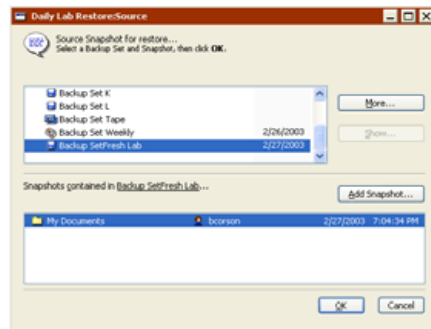 Daily Lab Restore:Source
Source Snapshot for restore...
Select a Backup Set and Snapshot, then click OK.
Backup Set K
Backup Set L
Backup Set Tape
Backup Set Weekly 2/26/2003
Backup SetFresh Lab 2/27/2003
More...
Show...
Snapshots contained in Backup SetFresh Lab...
Add Snapshot...
My Documents bcorson 2/27/2003 7:04:34 PM
OK Cancel